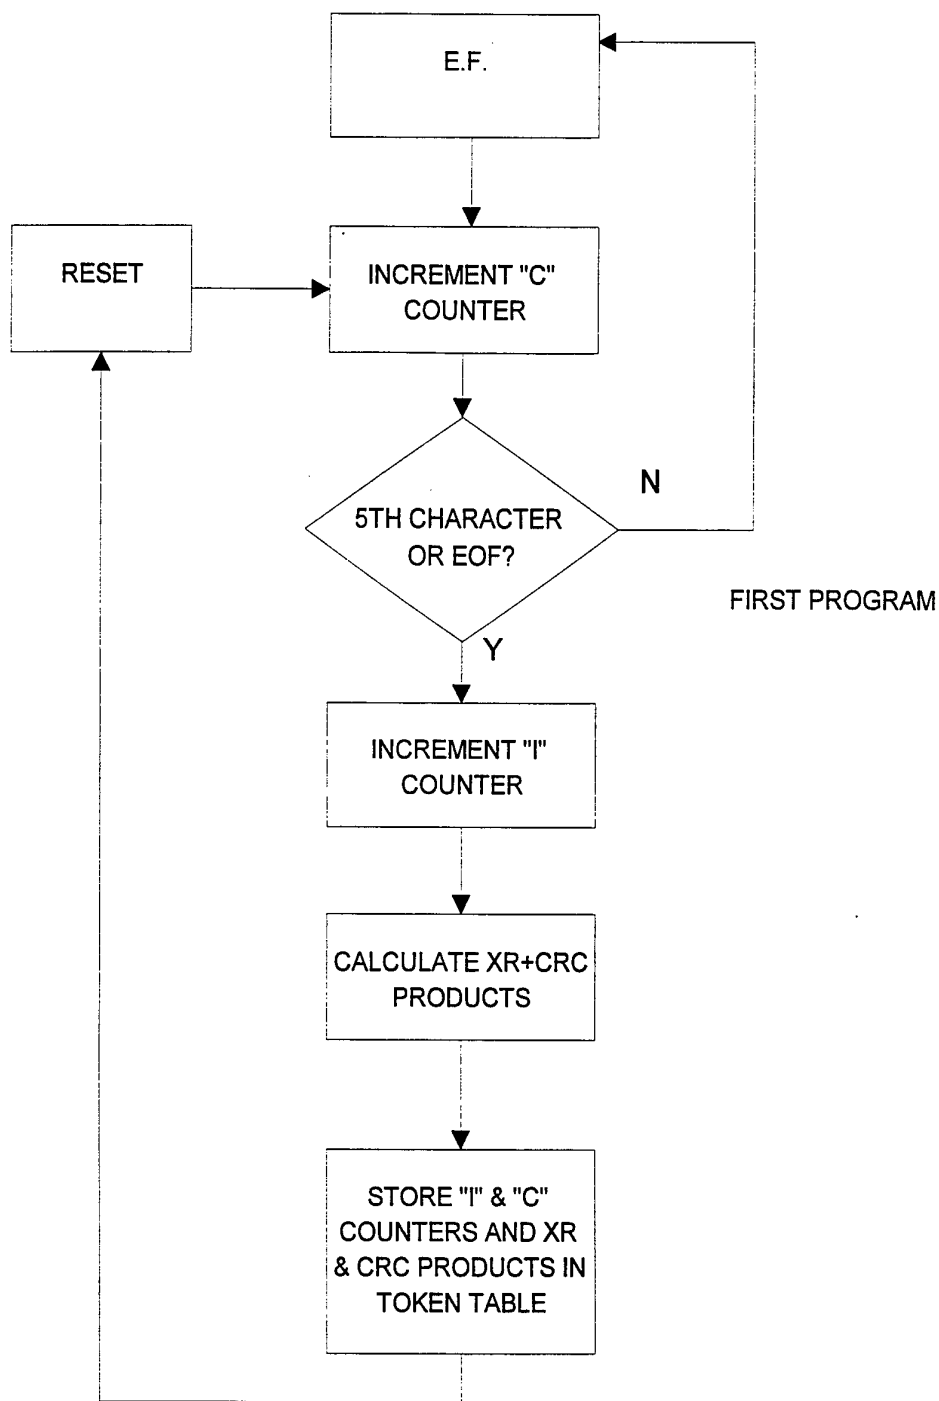 E.F.
RESET
INCREMENT "C"
COUNTER
N
5TH CHARACTER
OR EOF?
FIRST PROGRAM
Y
INCREMENT "I"
COUNTER
CALCULATE XR+CRC
PRODUCTS
STORE "I" & "C"
COUNTERS AND XR
& CRC PRODUCTS IN
TOKEN TABLE